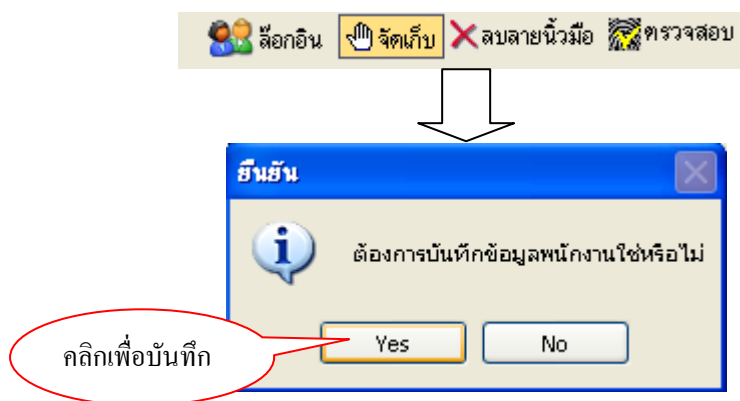 ล๊อกอิน จัดเก็บ ลบลายนิ้วมือ ตรวจสอบ
ยืนยัน
ต้องการบันทึกข้อมูลพนักงานใช่หรือไม่
Yes No
คลิกเพื่อบันทึก